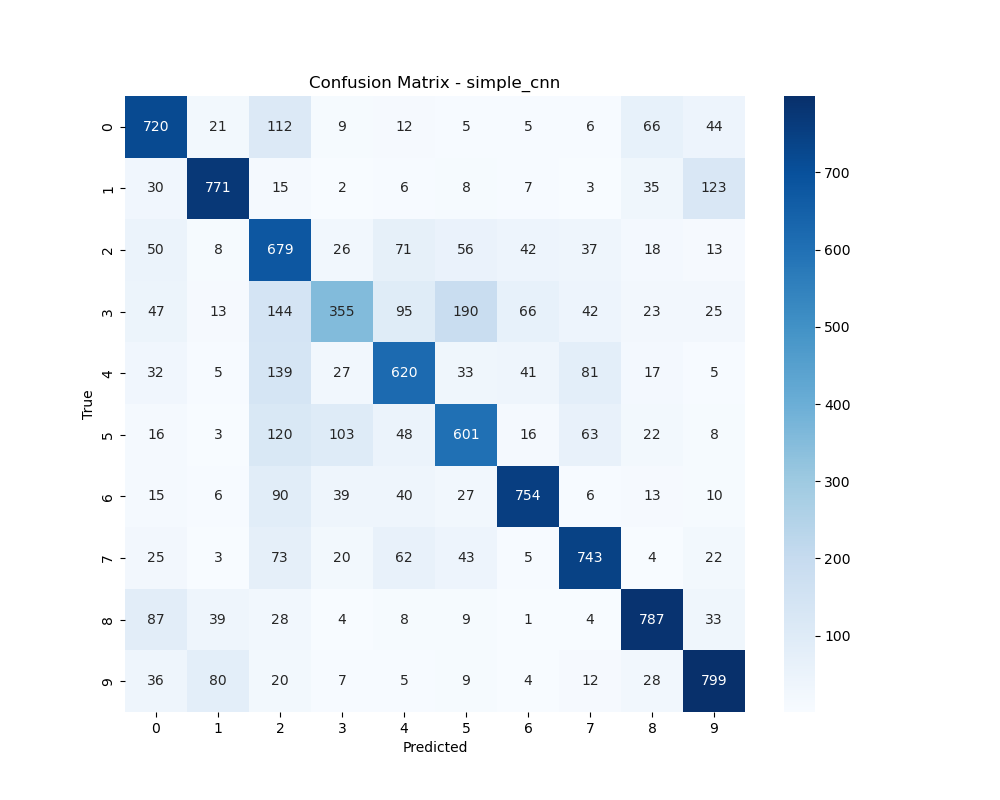 Confusion Matrix - simple_cnn
True
0 720 21 112 9 12 5 5 6 66 44
1 30 771 15 2 6 8 7 3 35 123
2 50 8 679 26 71 56 42 37 18 13
3 47 13 144 355 95 190 66 42 23 25
4 32 5 139 27 620 33 41 81 17 5
5 16 3 120 103 48 601 16 63 22 8
6 15 6 90 39 40 27 754 6 13 10
7 25 3 73 20 62 43 5 743 4 22
8 87 39 28 4 8 9 1 4 787 33
9 36 80 20 7 5 9 4 12 28 799
0 1 2 3 4 5 6 7 8 9
Predicted
700
600
500
400
300
200
100